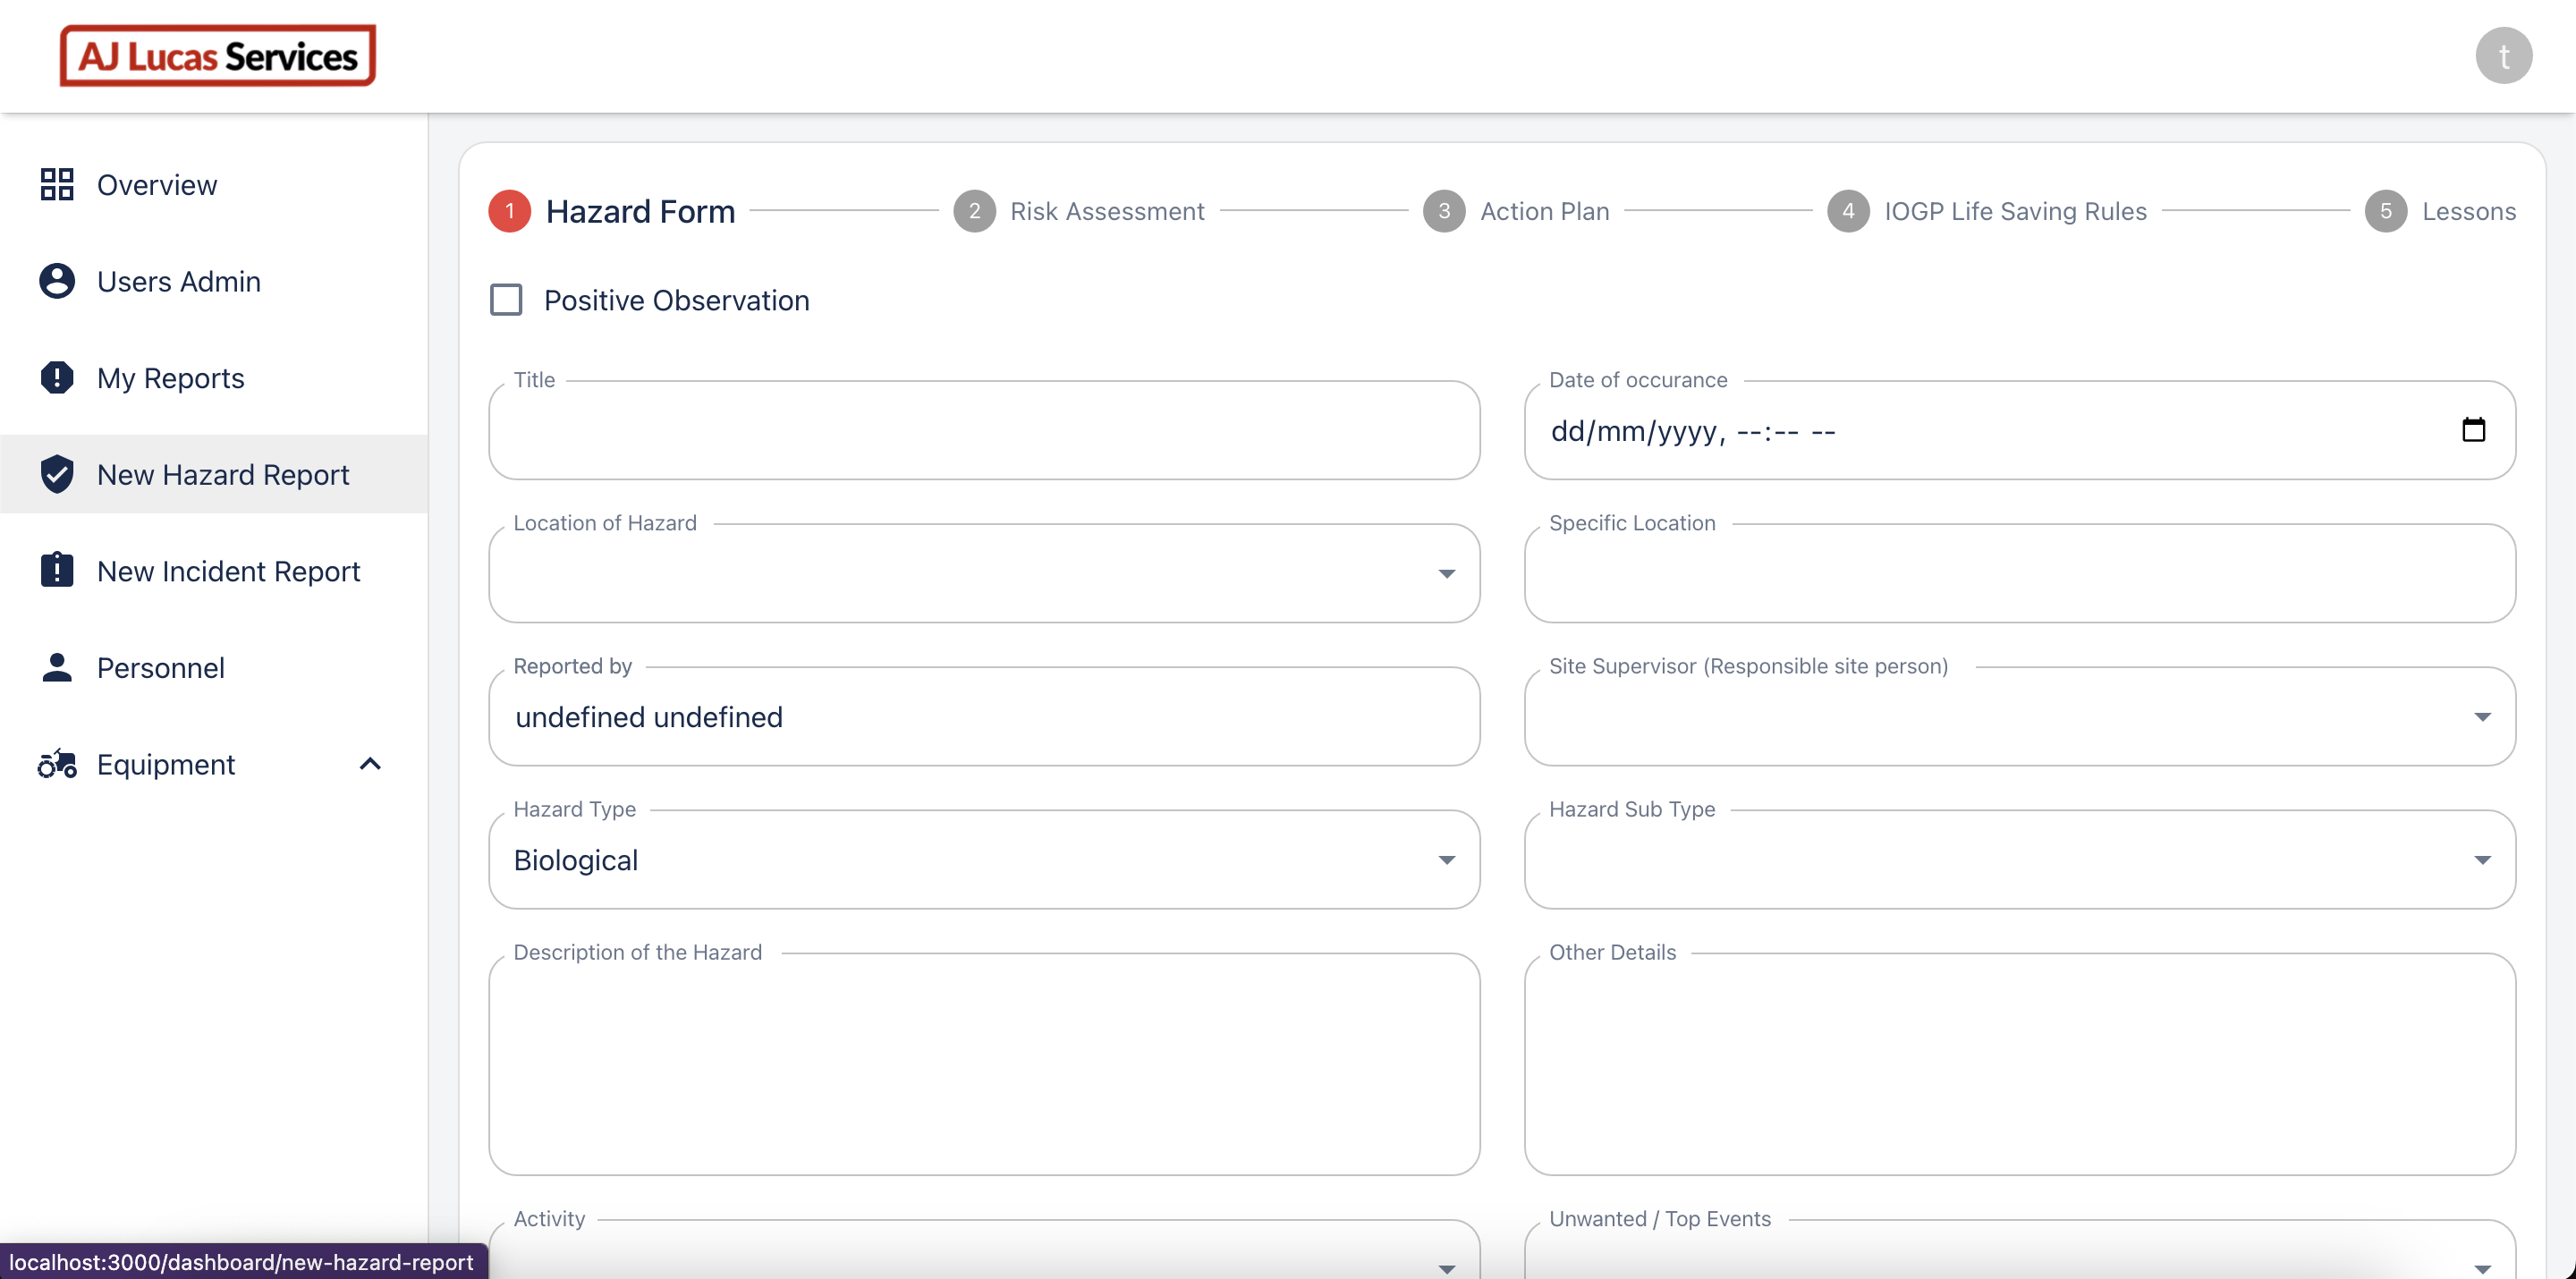 AJ Lucas Services
t
Overview
Users Admin
My Reports
New Hazard Report
New Incident Report
Personnel
Equipment
1 Hazard Form
2 Risk Assessment
3 Action Plan
4 IOGP Life Saving Rules
5 Lessons
Positive Observation
Title
Date of occurance
dd/mm/yyyy, --:-- --
Location of Hazard
Specific Location
Reported by
undefined undefined
Site Supervisor (Responsible site person)
Hazard Type
Biological
Hazard Sub Type
Description of the Hazard
Other Details
Activity
Unwanted / Top Events
localhost:3000/dashboard/new-hazard-report